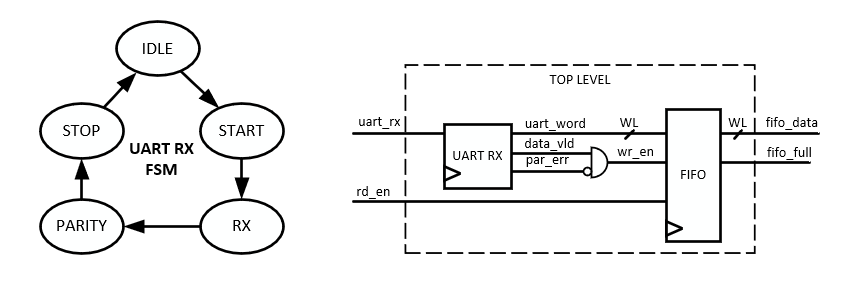 IDLE
STOP
START
UART RX
FSM
PARITY
RX
TOP LEVEL
uart_rx
uart_word
WL
WL
fifo_data
data_vld
UART RX
par_err
wr_en
fifo_full
FIFO
rd_en